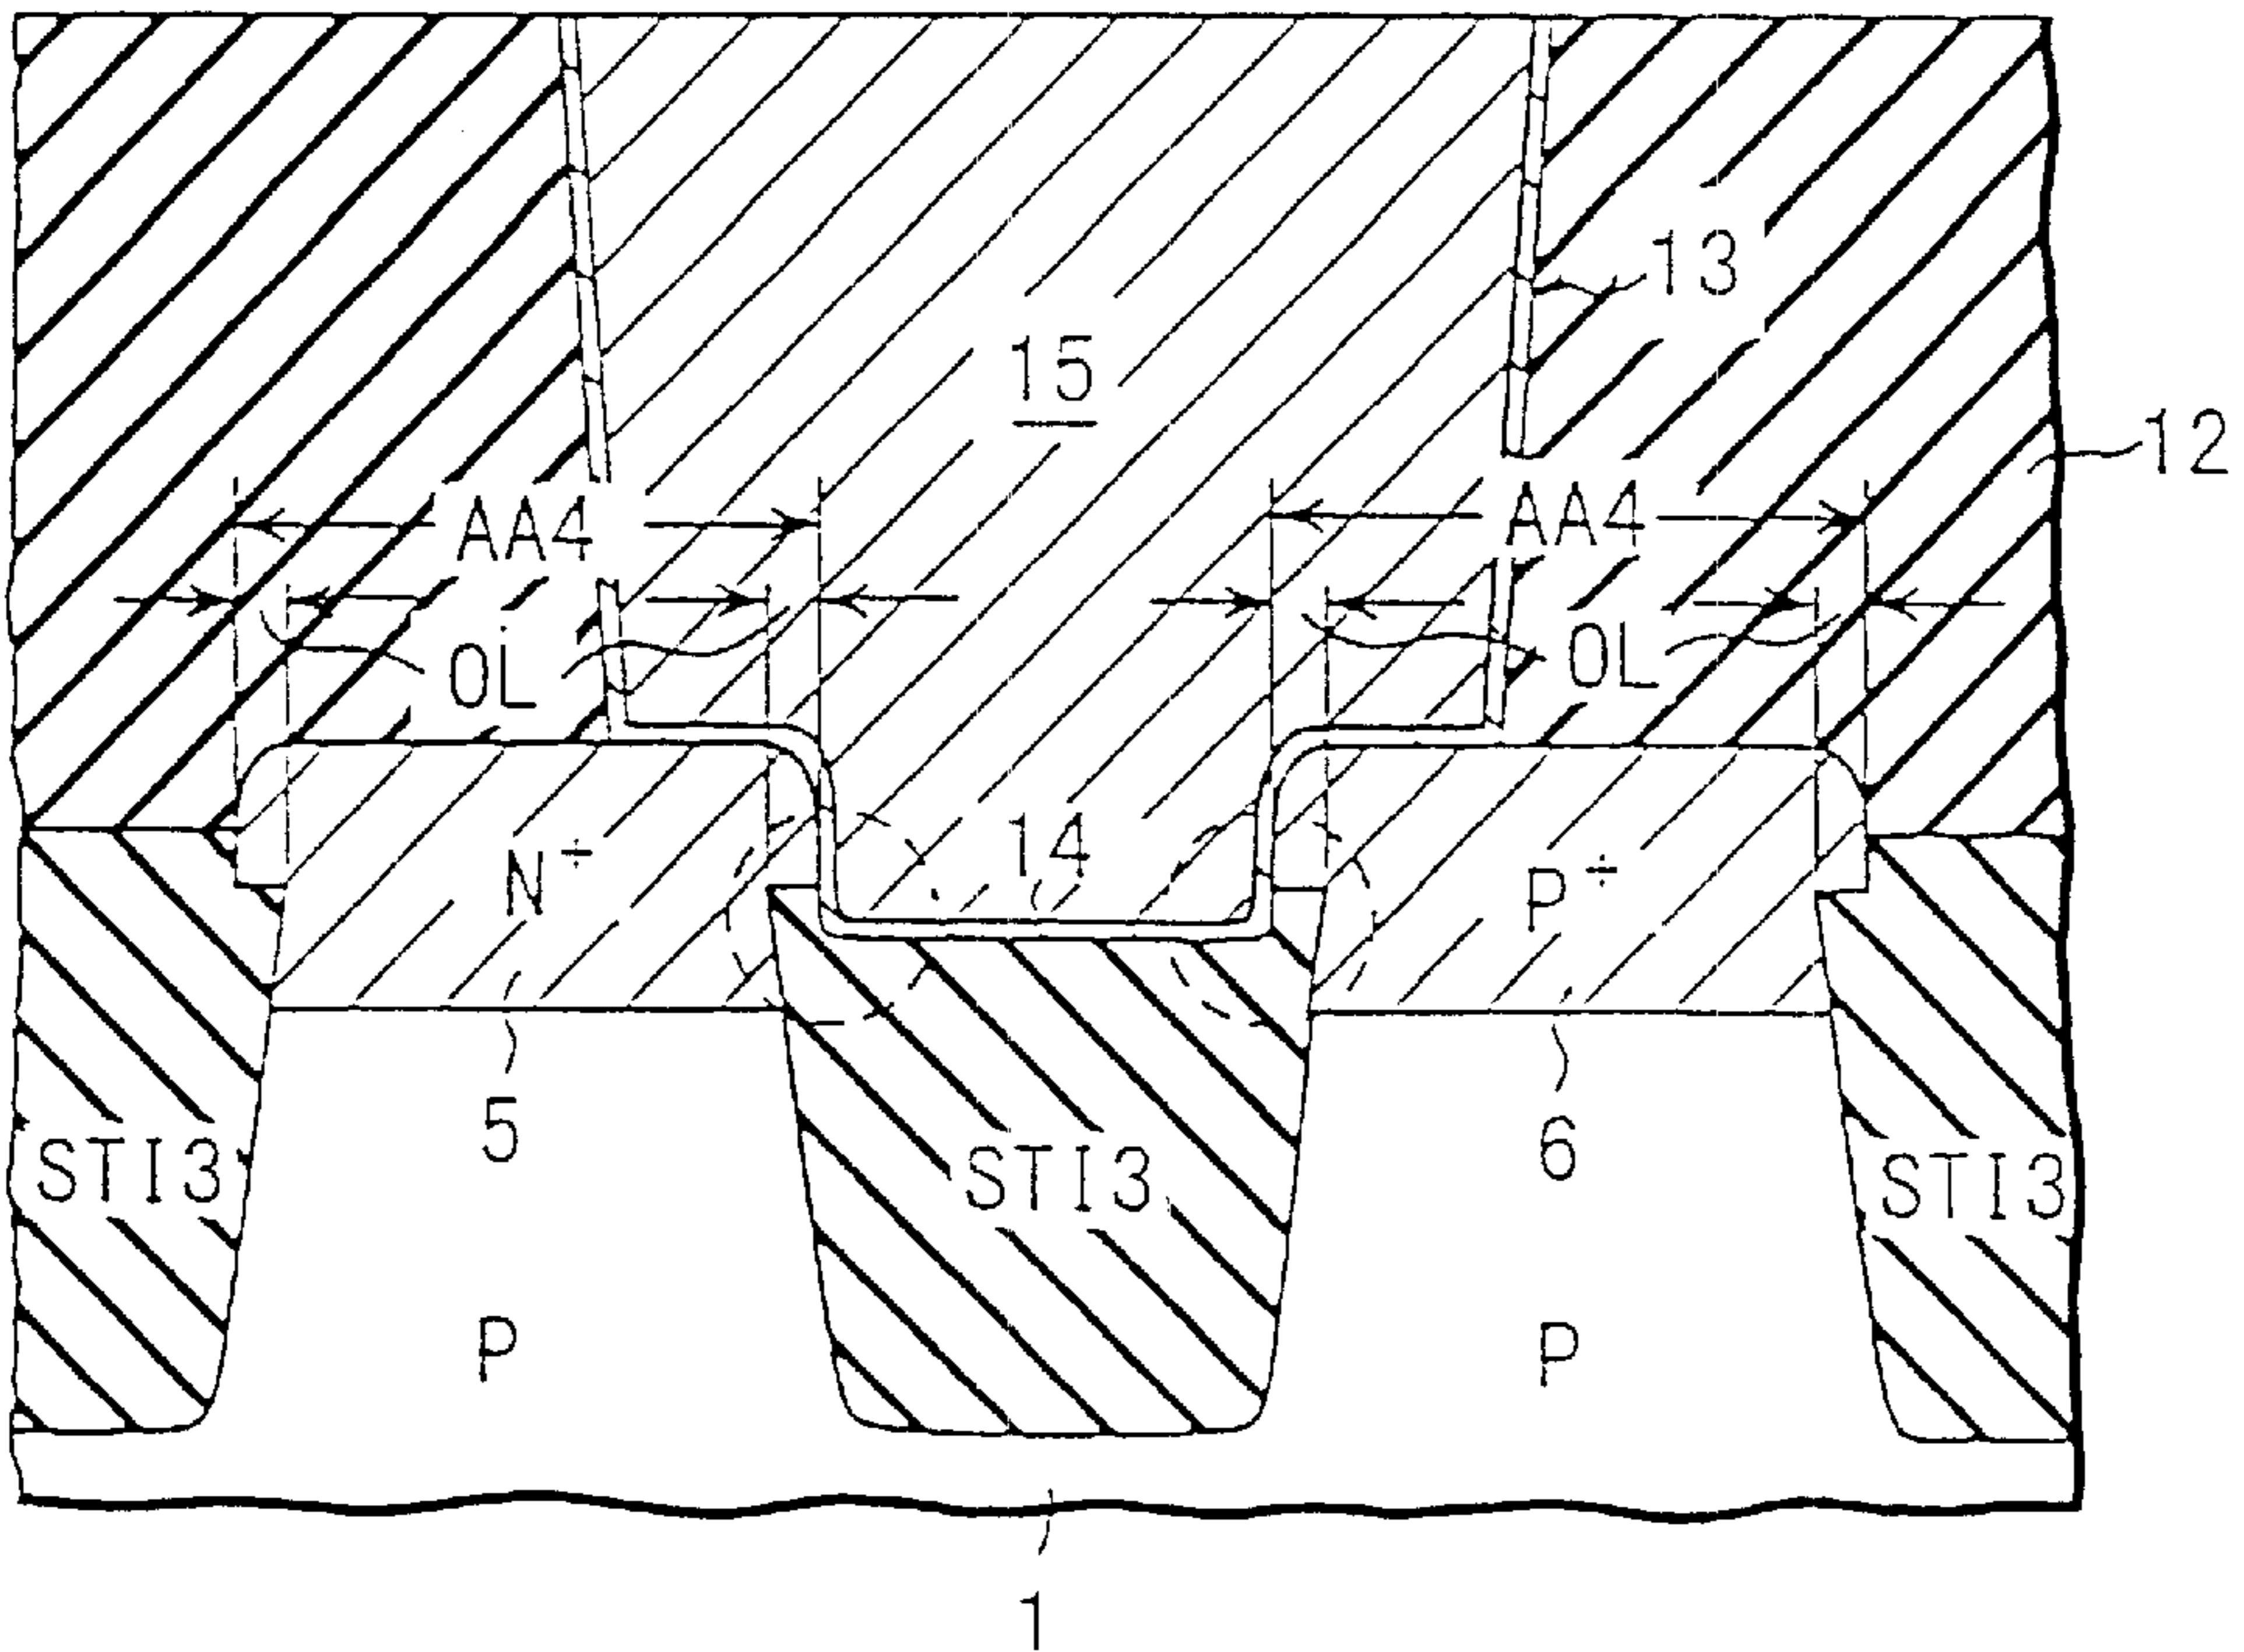 13
15
12
AA4 AA4
OL OL
14
N+ P+
5 6
STI3 STI3 STI3
P P
1